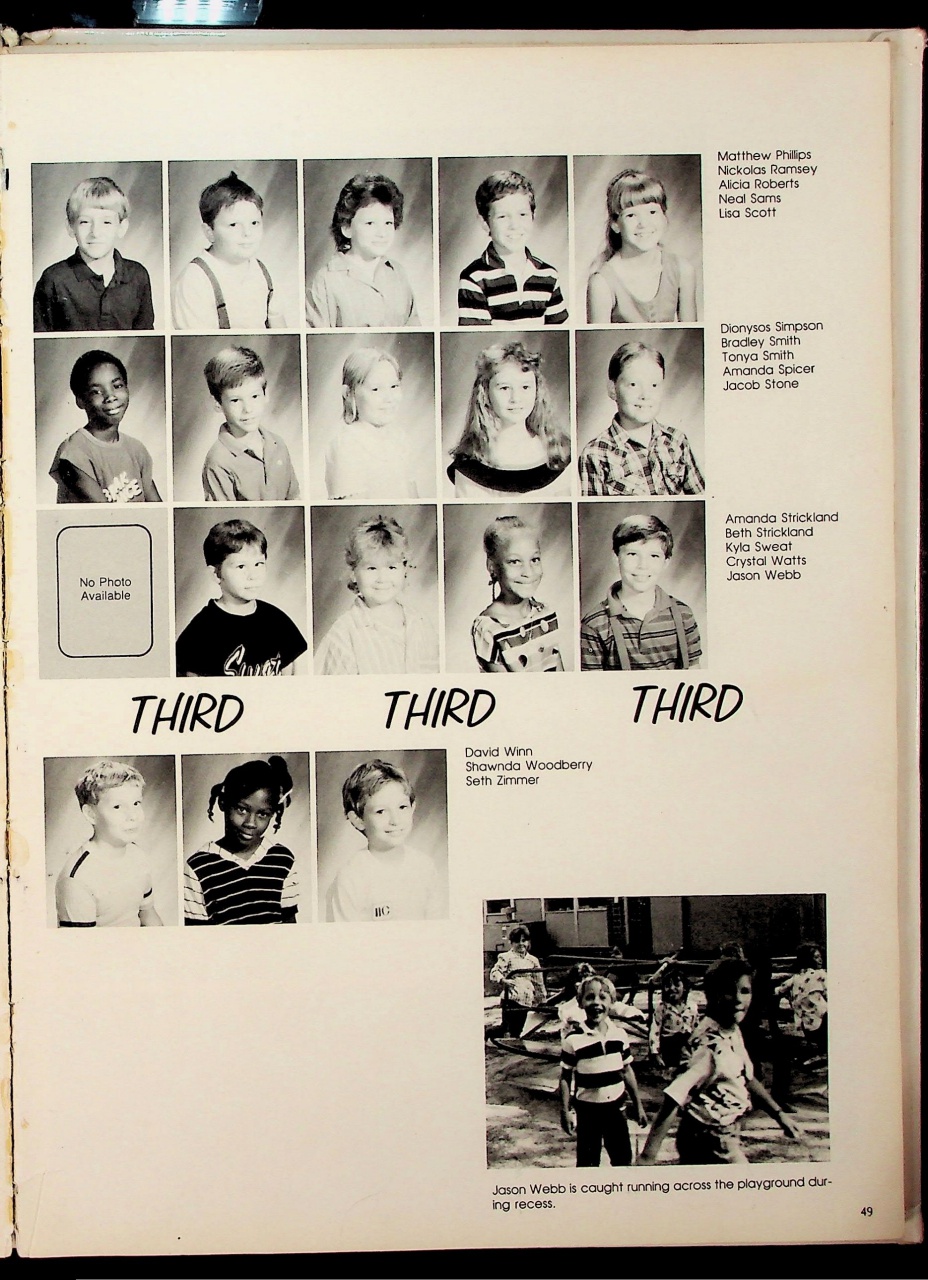 Matthew Phillips
Nickolas Ramsey
Alicia Roberts
Neal Sams
Lisa Scott
Dionysos Simpson
Bradley Smith
Tonya Smith
Amanda Spicer
Jacob Stone
No Photo
Available
Amanda Strickland
Beth Strickland
Kyla Sweat
Crystal Watts
Jason Webb
THIRD THIRD THIRD
David Winn
Shawnda Woodberry
Seth Zimmer
Jason Webb is caught running across the playground dur-
ing recess.
49